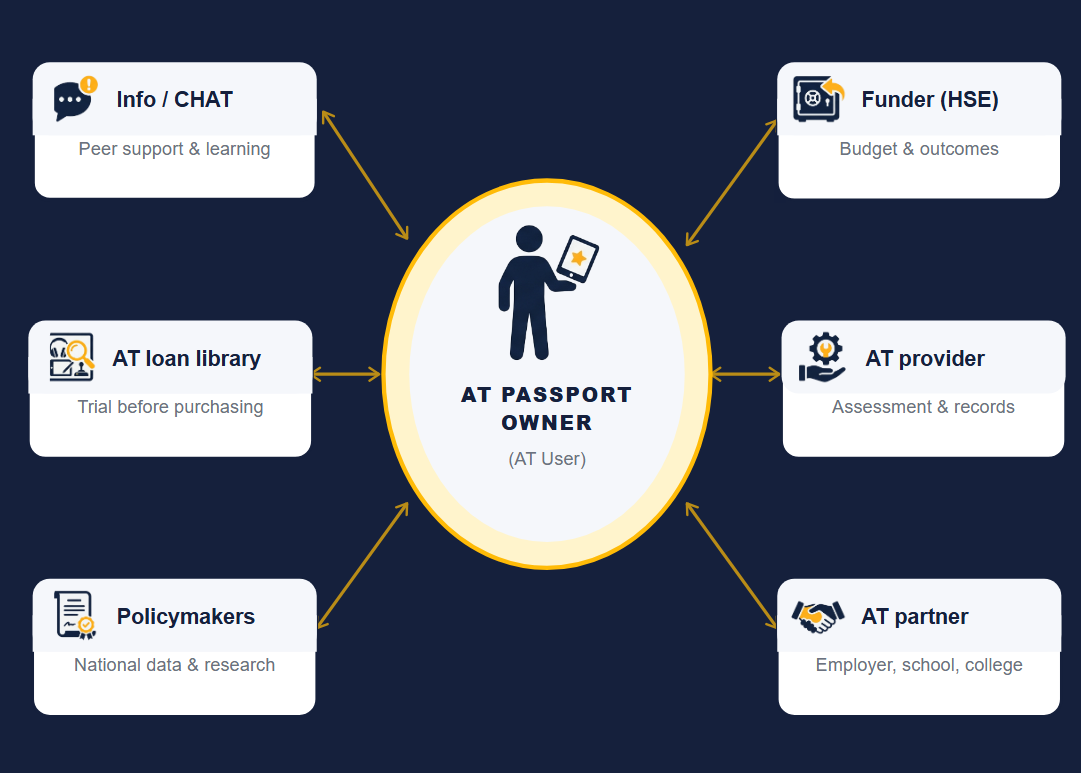 Info / CHAT
Peer support & learning
Funder (HSE)
Budget & outcomes
AT loan library
Trial before purchasing
AT PASSPORT
OWNER
(AT User)
AT provider
Assessment & records
Policymakers
National data & research
AT partner
Employer, school, college